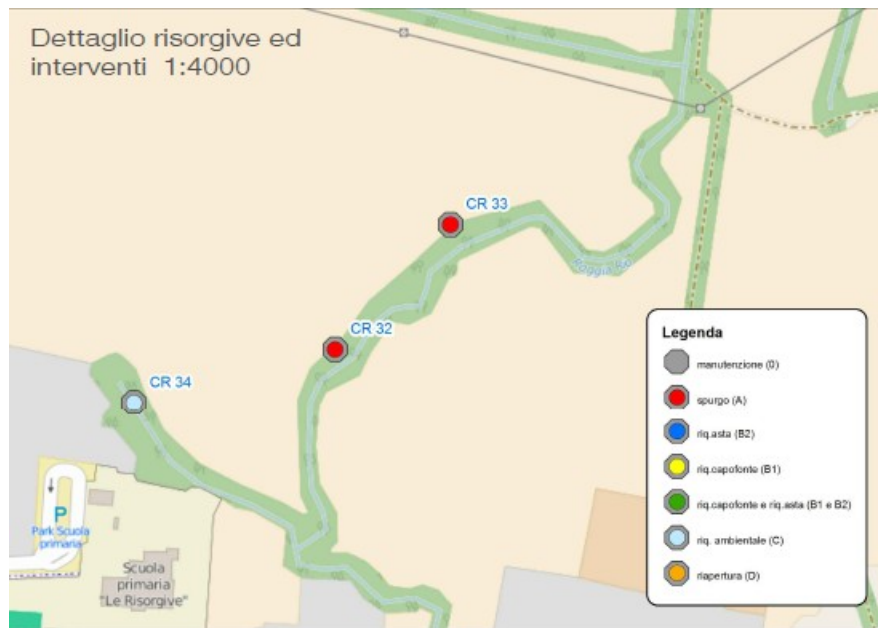 Dettaglio risorgive ed
interventi 1:4000
CR 33
Roggia Rio
CR 32
CR 34
P
Park Scuola
primaria
Scuola
primaria
"Le Risorgive"
Legenda
manutenzione (0)
spurgo (A)
riq.asta (B2)
riq.capofonte (B1)
riq.capofonte e riq.asta (B1 e B2)
riq. ambientale (C)
riapertura (D)